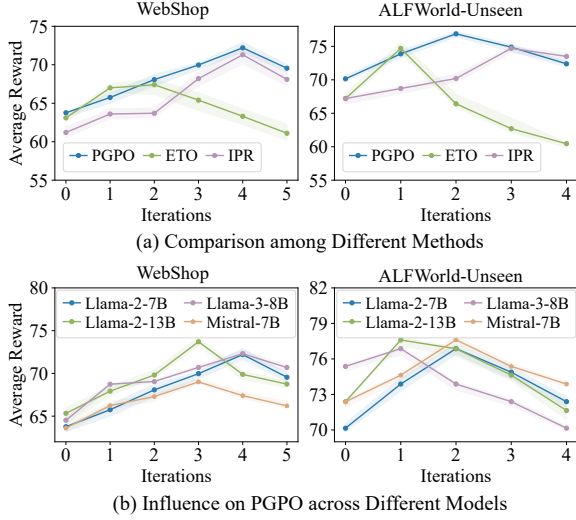 WebShop
ALFWorld-Unseen
Average Reward
75
70
65
60
55
PGPO
ETO
IPR
0 1 2 3 4 5
Iterations
75
70
65
60
55
PGPO
ETO
IPR
0 1 2 3 4
Iterations
(a) Comparison among Different Methods
WebShop
ALFWorld-Unseen
Average Reward
80
75
70
65
Llama-2-7B
Llama-3-8B
Llama-2-13B
Mistral-7B
0 1 2 3 4 5
Iterations
82
78
74
70
Llama-2-7B
Llama-3-8B
Llama-2-13B
Mistral-7B
0 1 2 3 4
Iterations
(b) Influence on PGPO across Different Models